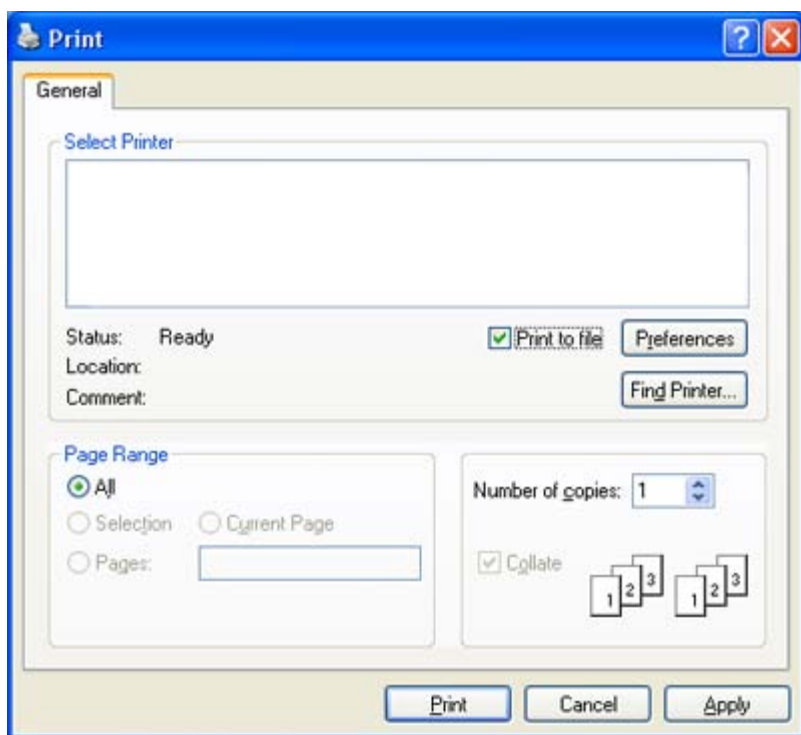 Print
General
Select Printer
Status: Ready
Print to file
Preferences
Location:
Comment:
Find Printer...
Page Range
All
Selection
Current Page
Pages:
Number of copies: 1
Collate
1 2 3 1 2 3
Print
Cancel
Apply